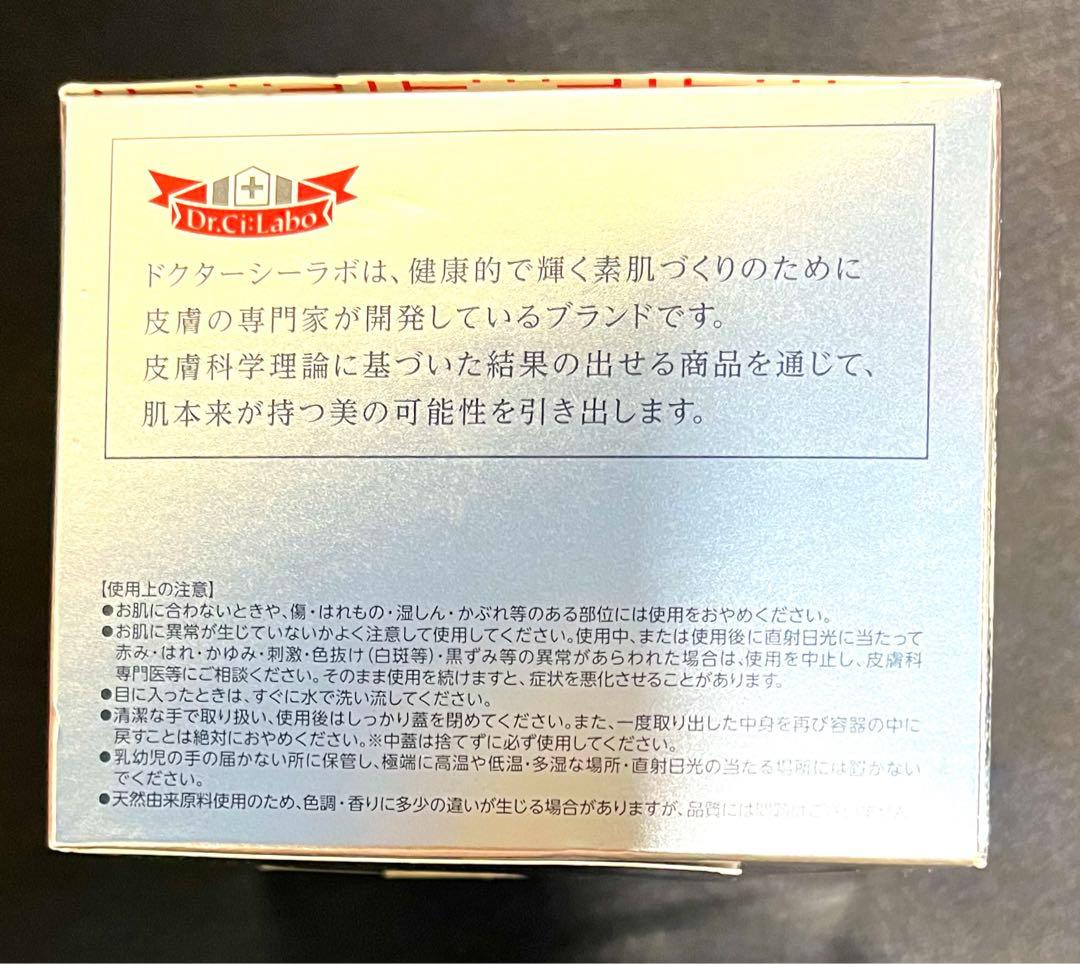 Dr.Ci:Labo
ドクターシーラボは、健康的で輝く素肌づくりのために
皮膚の専門家が開発しているブランドです。
皮膚科学理論に基づいた結果の出せる商品を通じて、
肌本来が持つ美の可能性を引き出します。
【使用上の注意】
●お肌に合わないときや、傷・はれもの・湿しん・かぶれ等のある部位には使用をおやめください。
●お肌に異常が生じていないかよく注意して使用してください。使用中、または使用後に直射日光に当たって
赤み・はれ・かゆみ・刺激・色抜け(白斑等)・黒ずみ等の異常があらわれた場合は、使用を中止し、皮膚科
専門医等にご相談ください。そのまま使用を続けますと、症状を悪化させることがあります。
●目に入ったときは、すぐに水で洗い流してください。
●清潔な手で取り扱い、使用後はしっかり蓋を閉めてください。また、一度取り出した中身を再び容器の中に
戻すことは絶対におやめください。※中蓋は捨てずに必ず使用してください。
●乳幼児の手の届かない所に保管し、極端に高温や低温・多湿な場所・直射日光の当たる場所には置かない
でください。
●天然由来原料使用のため、色調・香りに多少の違いが生じる場合がありますが、品質には